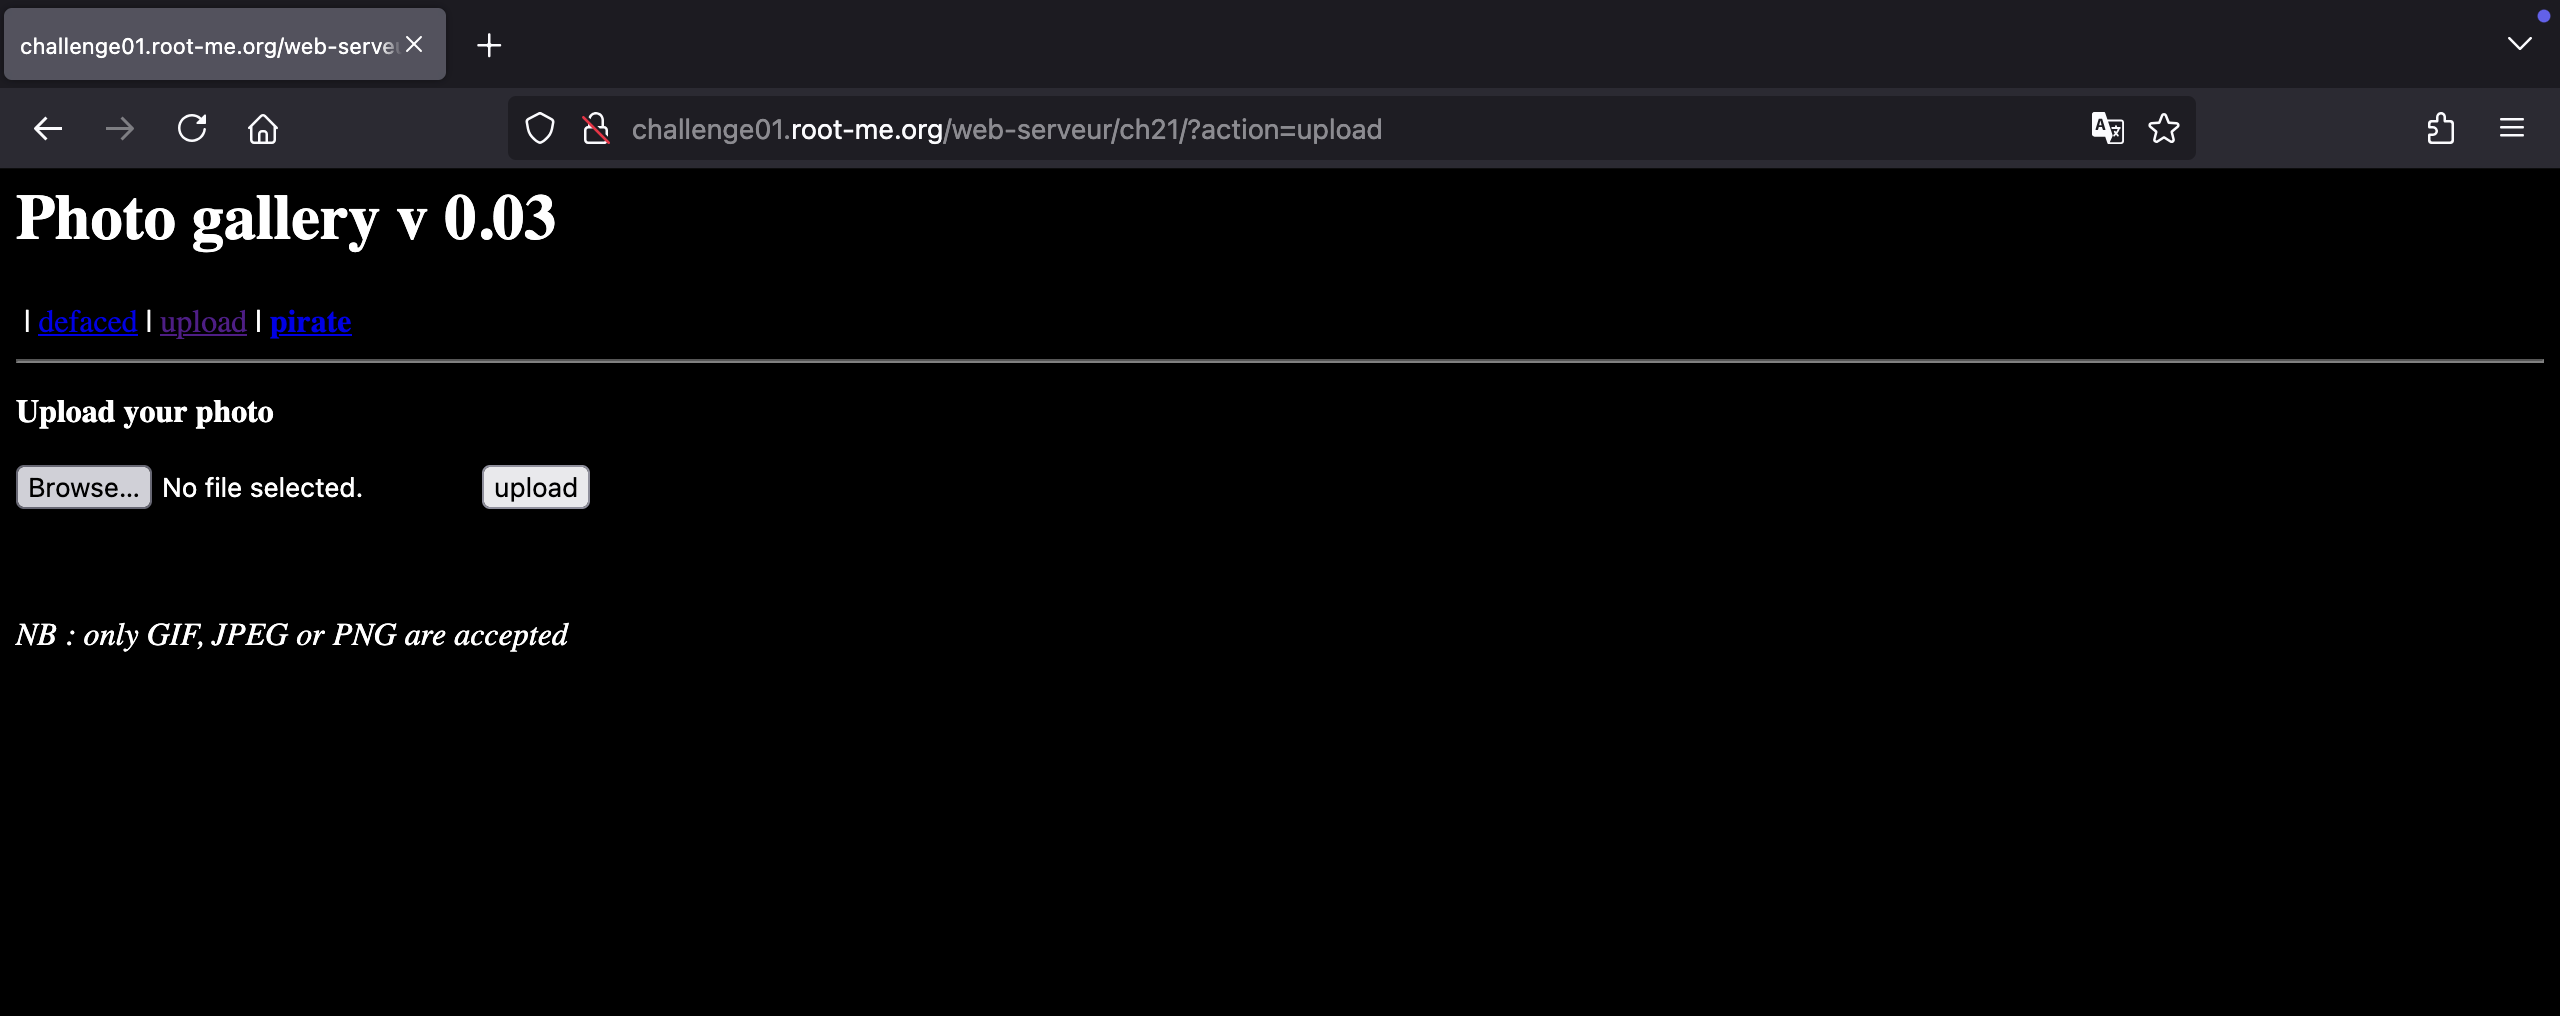 challenge01.root-me.org/web-serve
challenge01.root-me.org/web-serveur/ch21/?action=upload
Photo gallery v 0.03
| defaced | upload | pirate
Upload your photo
Browse... No file selected. upload
NB : only GIF, JPEG or PNG are accepted